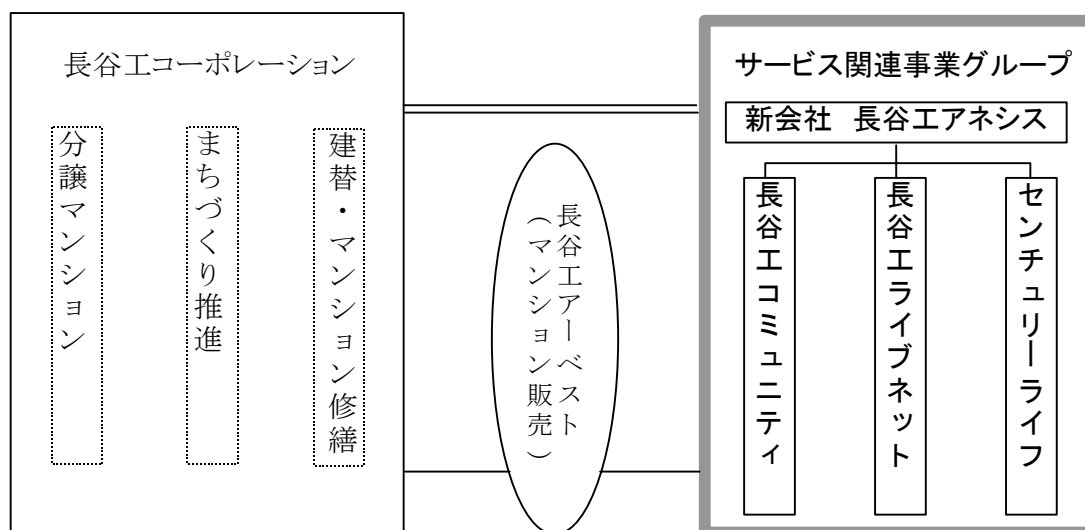 長谷工コーポレーション
分譲マンション
まちづくり推進
建替・マンション修繕
長谷工アーベスト
(マンション販売)
サービス関連事業グループ
新会社 長谷工アネシス
長谷工コミュニティ
長谷工ライブネット
センチュリーライフ